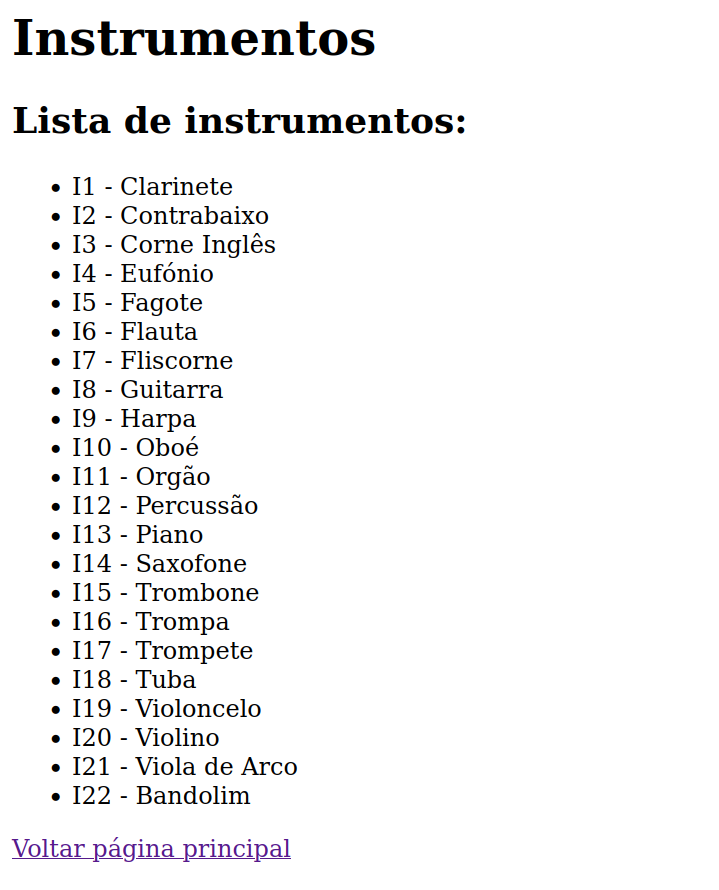 Instrumentos
Lista de instrumentos:
I1 - Clarinete
I2 - Contrabaixo
I3 - Corne Inglês
I4 - Eufónio
I5 - Fagote
I6 - Flauta
I7 - Fliscorne
I8 - Guitarra
I9 - Harpa
I10 - Oboé
I11 - Orgão
I12 - Percussão
I13 - Piano
I14 - Saxofone
I15 - Trombone
I16 - Trompa
I17 - Trompete
I18 - Tuba
I19 - Violoncelo
I20 - Violino
I21 - Viola de Arco
I22 - Bandolim
Voltar página principal